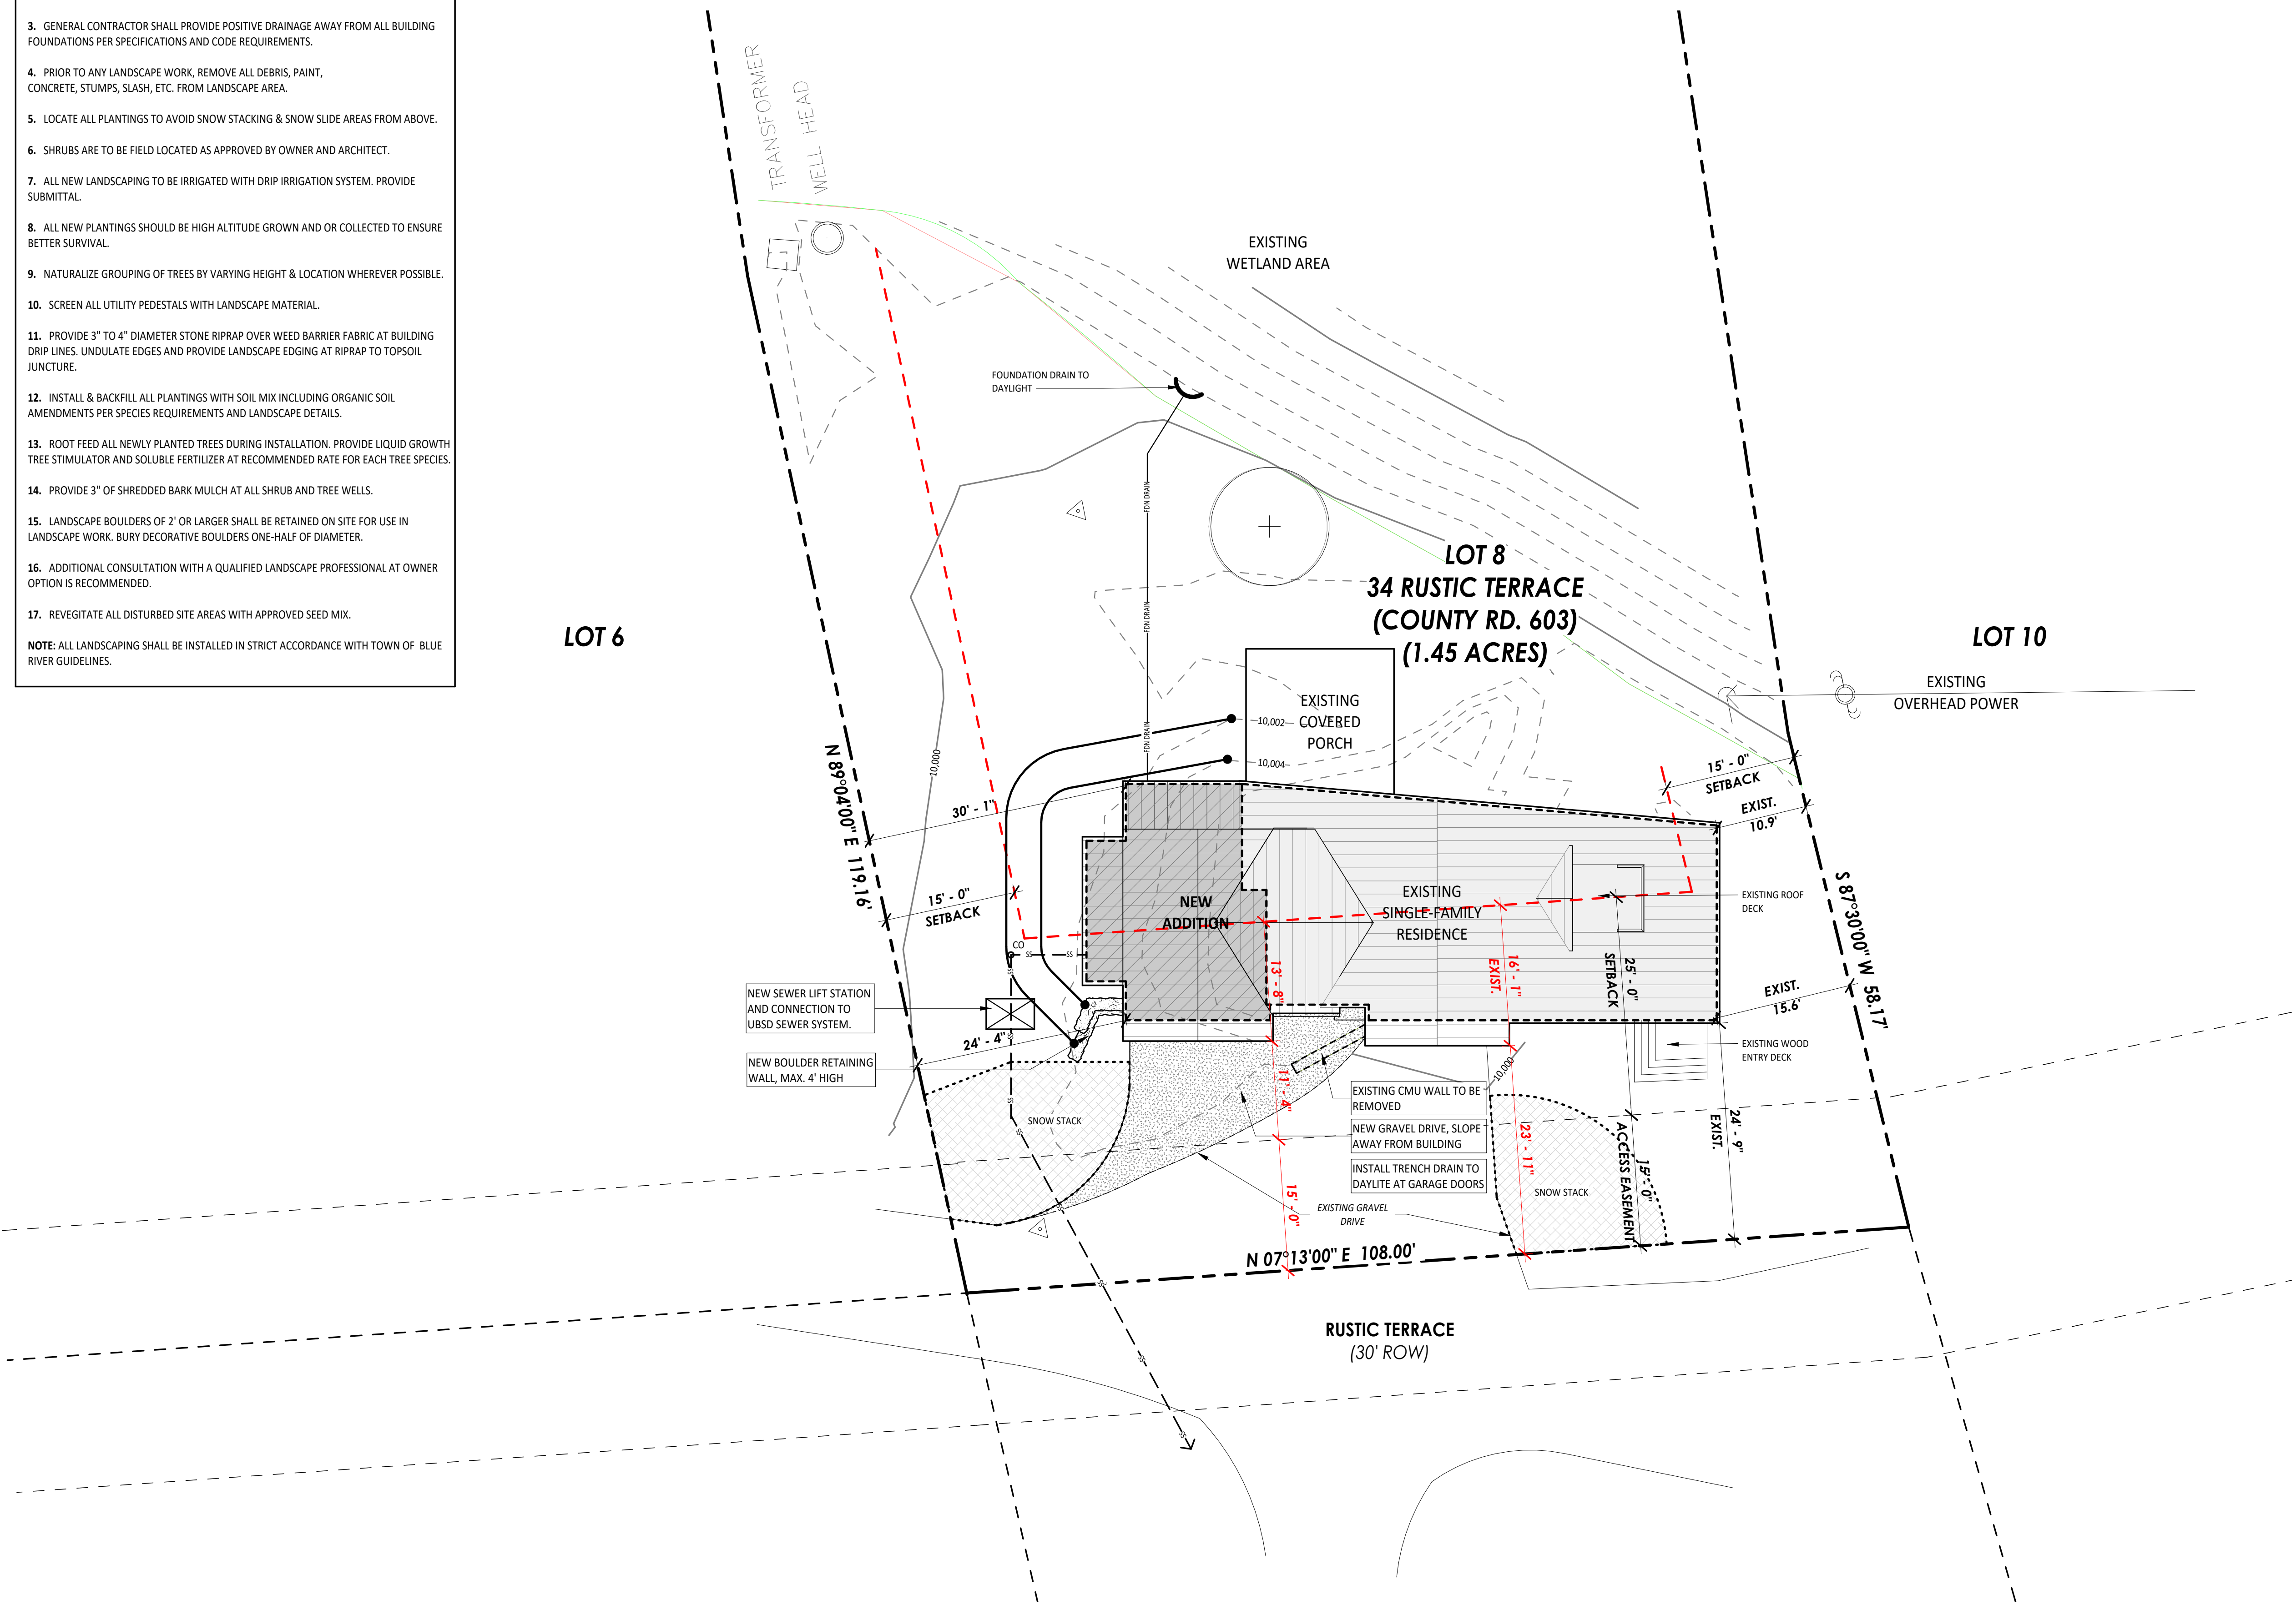 3. GENERAL CONTRACTOR SHALL PROVIDE POSITIVE DRAINAGE AWAY FROM ALL BUILDING
FOUNDATIONS PER SPECIFICATIONS AND CODE REQUIREMENTS.
4. PRIOR TO ANY LANDSCAPE WORK, REMOVE ALL DEBRIS, PAINT,
CONCRETE, STUMPS, SLASH, ETC. FROM LANDSCAPE AREA.
5. LOCATE ALL PLANTINGS TO AVOID SNOW STACKING & SNOW SLIDE AREAS FROM ABOVE.
6. SHRUBS ARE TO BE FIELD LOCATED AS APPROVED BY OWNER AND ARCHITECT.
7. ALL NEW LANDSCAPING TO BE IRRIGATED WITH DRIP IRRIGATION SYSTEM. PROVIDE
SUBMITTAL.
8. ALL NEW PLANTINGS SHOULD BE HIGH ALTITUDE GROWN AND OR COLLECTED TO ENSURE
BETTER SURVIVAL.
9. NATURALIZE GROUPING OF TREES BY VARYING HEIGHT & LOCATION WHEREVER POSSIBLE.
10. SCREEN ALL UTILITY PEDESTALS WITH LANDSCAPE MATERIAL.
11. PROVIDE 3" TO 4" DIAMETER STONE RIPRAP OVER WEED BARRIER FABRIC AT BUILDING
DRIP LINES. UNDULATE EDGES AND PROVIDE LANDSCAPE EDGING AT RIPRAP TO TOPSOIL
JUNCTURE.
12. INSTALL & BACKFILL ALL PLANTINGS WITH SOIL MIX INCLUDING ORGANIC SOIL
AMENDMENTS PER SPECIES REQUIREMENTS AND LANDSCAPE DETAILS.
13. ROOT FEED ALL NEWLY PLANTED TREES DURING INSTALLATION. PROVIDE LIQUID GROWTH
TREE STIMULATOR AND SOLUBLE FERTILIZER AT RECOMMENDED RATE FOR EACH TREE SPECIES.
14. PROVIDE 3" OF SHREDDED BARK MULCH AT ALL SHRUB AND TREE WELLS.
15. LANDSCAPE BOULDERS OF 2' OR LARGER SHALL BE RETAINED ON SITE FOR USE IN
LANDSCAPE WORK. BURY DECORATIVE BOULDERS ONE-HALF OF DIAMETER.
16. ADDITIONAL CONSULTATION WITH A QUALIFIED LANDSCAPE PROFESSIONAL AT OWNER
OPTION IS RECOMMENDED.
17. REVEGITATE ALL DISTURBED SITE AREAS WITH APPROVED SEED MIX.
NOTE: ALL LANDSCAPING SHALL BE INSTALLED IN STRICT ACCORDANCE WITH TOWN OF BLUE
RIVER GUIDELINES.
TRANSFORMER
WELL HEAD
EXISTING
WETLAND AREA
FOUNDATION DRAIN TO
DAYLIGHT
FDN DRAIN
FDN DRAIN
FDN DRAIN
LOT 8
34 RUSTIC TERRACE
(COUNTY RD. 603)
(1.45 ACRES)
LOT 6
LOT 10
EXISTING
OVERHEAD POWER
EXISTING
COVERED
PORCH
10,002
10,004
10,000
N 89°04'00" E 119.16'
30' - 1"
15' - 0"
SETBACK
15' - 0"
SETBACK
EXIST.
10.9'
NEW
ADDITION
EXISTING
SINGLE-FAMILY
RESIDENCE
EXISTING ROOF
DECK
S 87°30'00" W 58.17'
CO
SS
SS
SS
SS
SS
SS
SS
SS
SS
SS
13' - 8"
16' - 1"
EXIST.
25' - 0"
SETBACK
EXIST.
15.6'
NEW SEWER LIFT STATION
AND CONNECTION TO
UBSD SEWER SYSTEM.
24' - 4"
NEW BOULDER RETAINING
WALL, MAX. 4' HIGH
EXISTING WOOD
ENTRY DECK
10,000
11' - 4"
EXISTING CMU WALL TO BE
REMOVED
NEW GRAVEL DRIVE, SLOPE
AWAY FROM BUILDING
INSTALL TRENCH DRAIN TO
DAYLITE AT GARAGE DOORS
SNOW STACK
23' - 11"
SNOW STACK
15' - 0"
ACCESS EASEMENT
24' - 9"
EXIST.
15' - 0"
EXISTING GRAVEL
DRIVE
N 07°13'00" E 108.00'
RUSTIC TERRACE
(30' ROW)